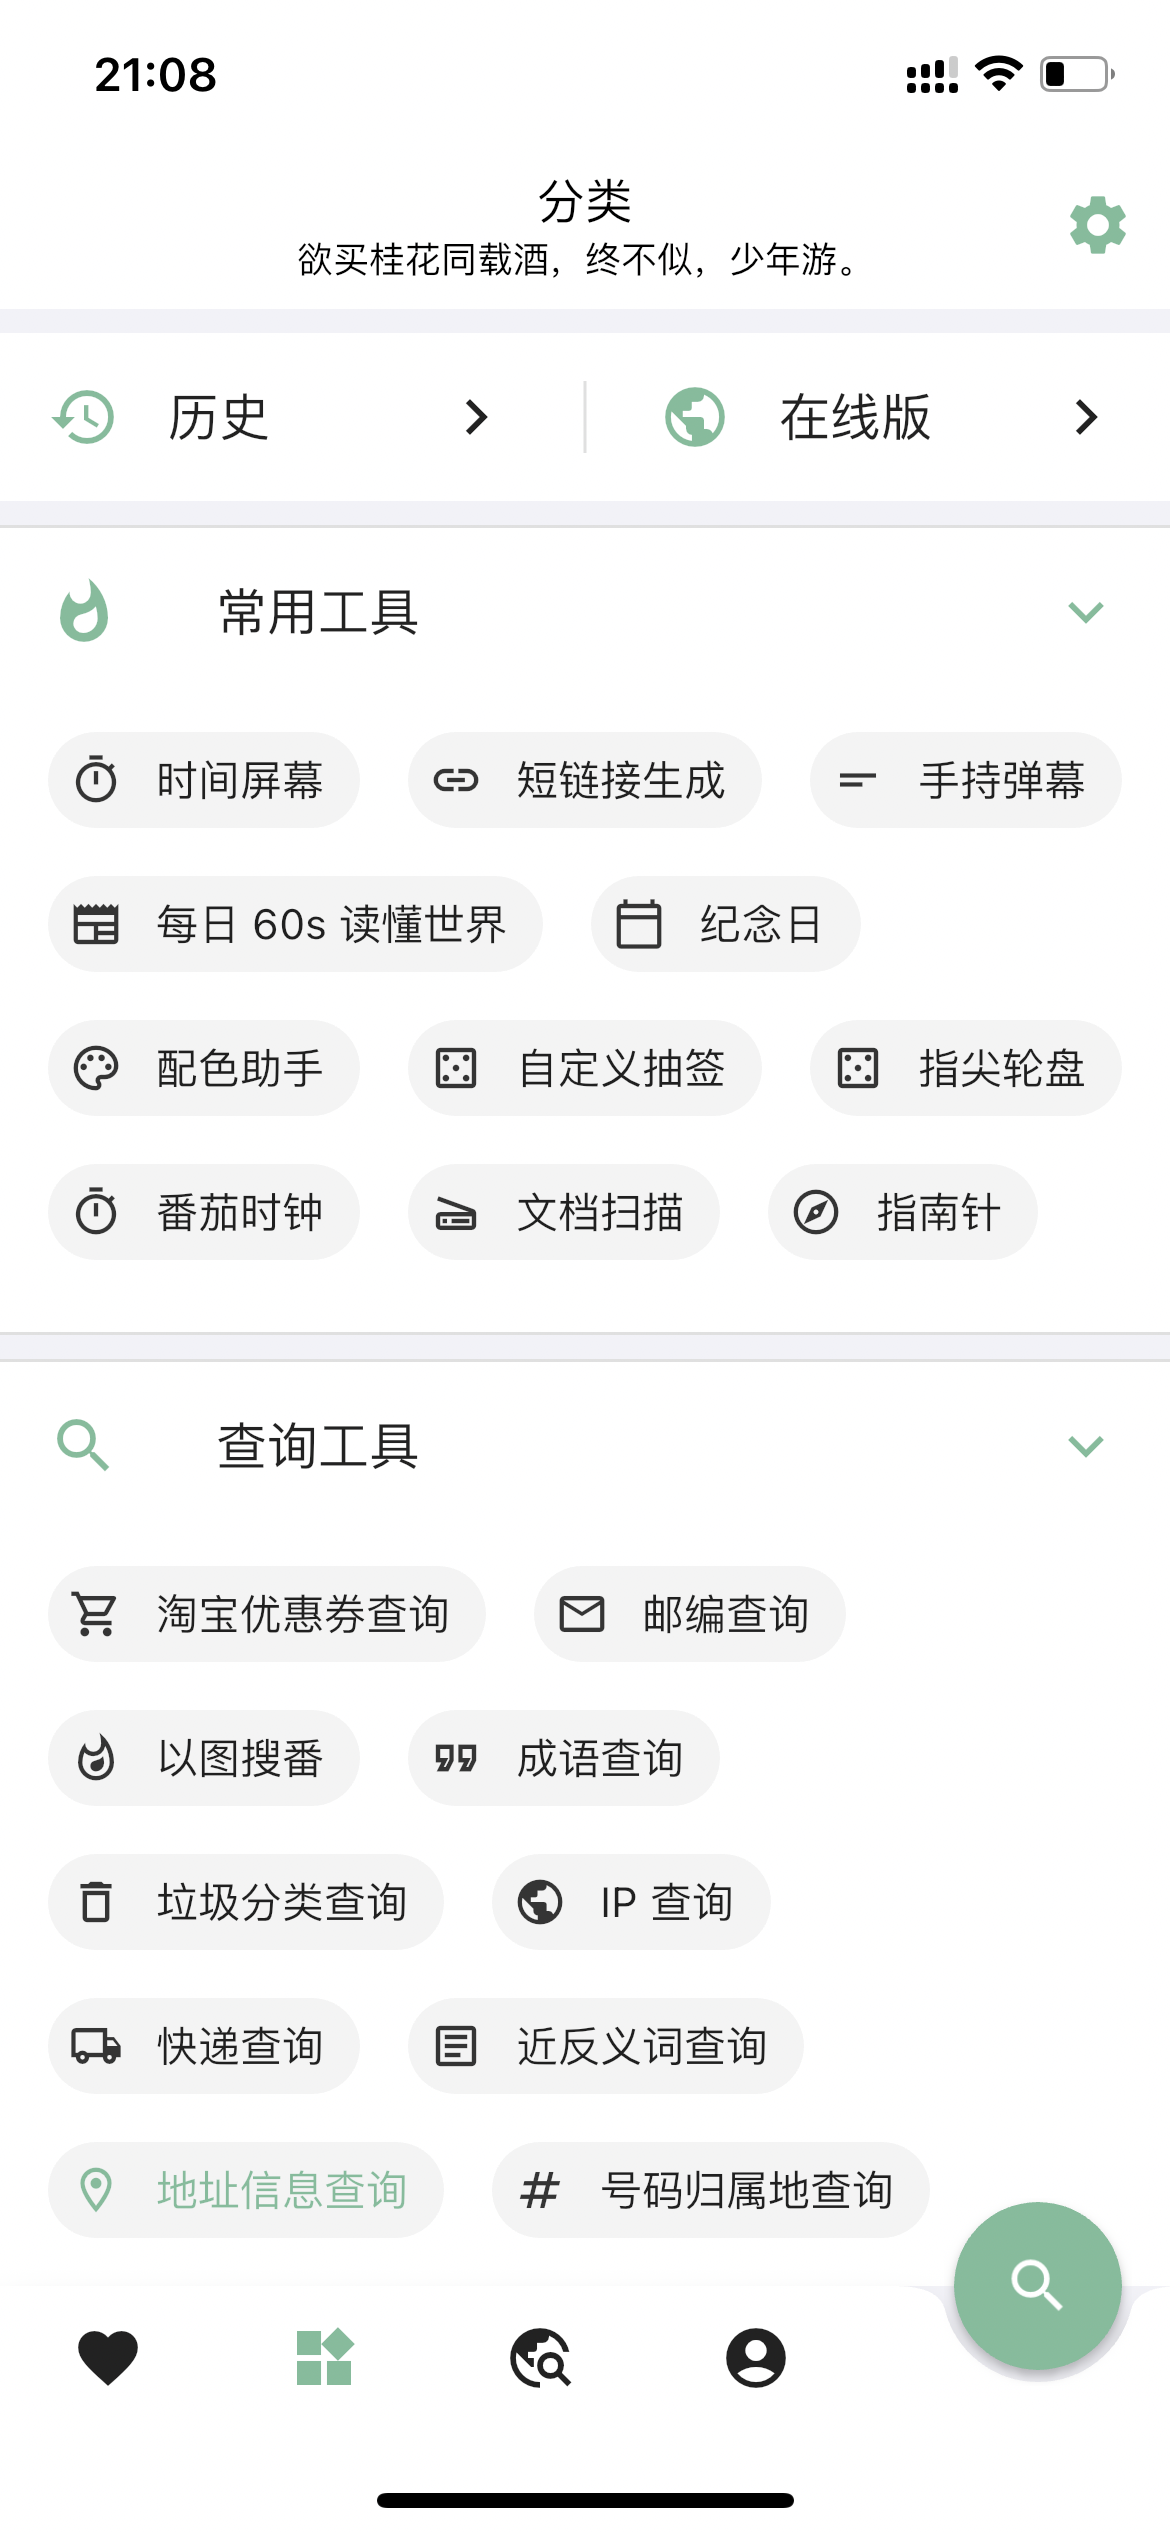 21:08
分类
欲买桂花同载酒，终不似，少年游。
历史
在线版
常用工具
时间屏幕
短链接生成
手持弹幕
每日 60s 读懂世界
纪念日
配色助手
自定义抽签
指尖轮盘
番茄时钟
文档扫描
指南针
查询工具
淘宝优惠券查询
邮编查询
以图搜番
成语查询
垃圾分类查询
IP 查询
快递查询
近反义词查询
地址信息查询
号码归属地查询